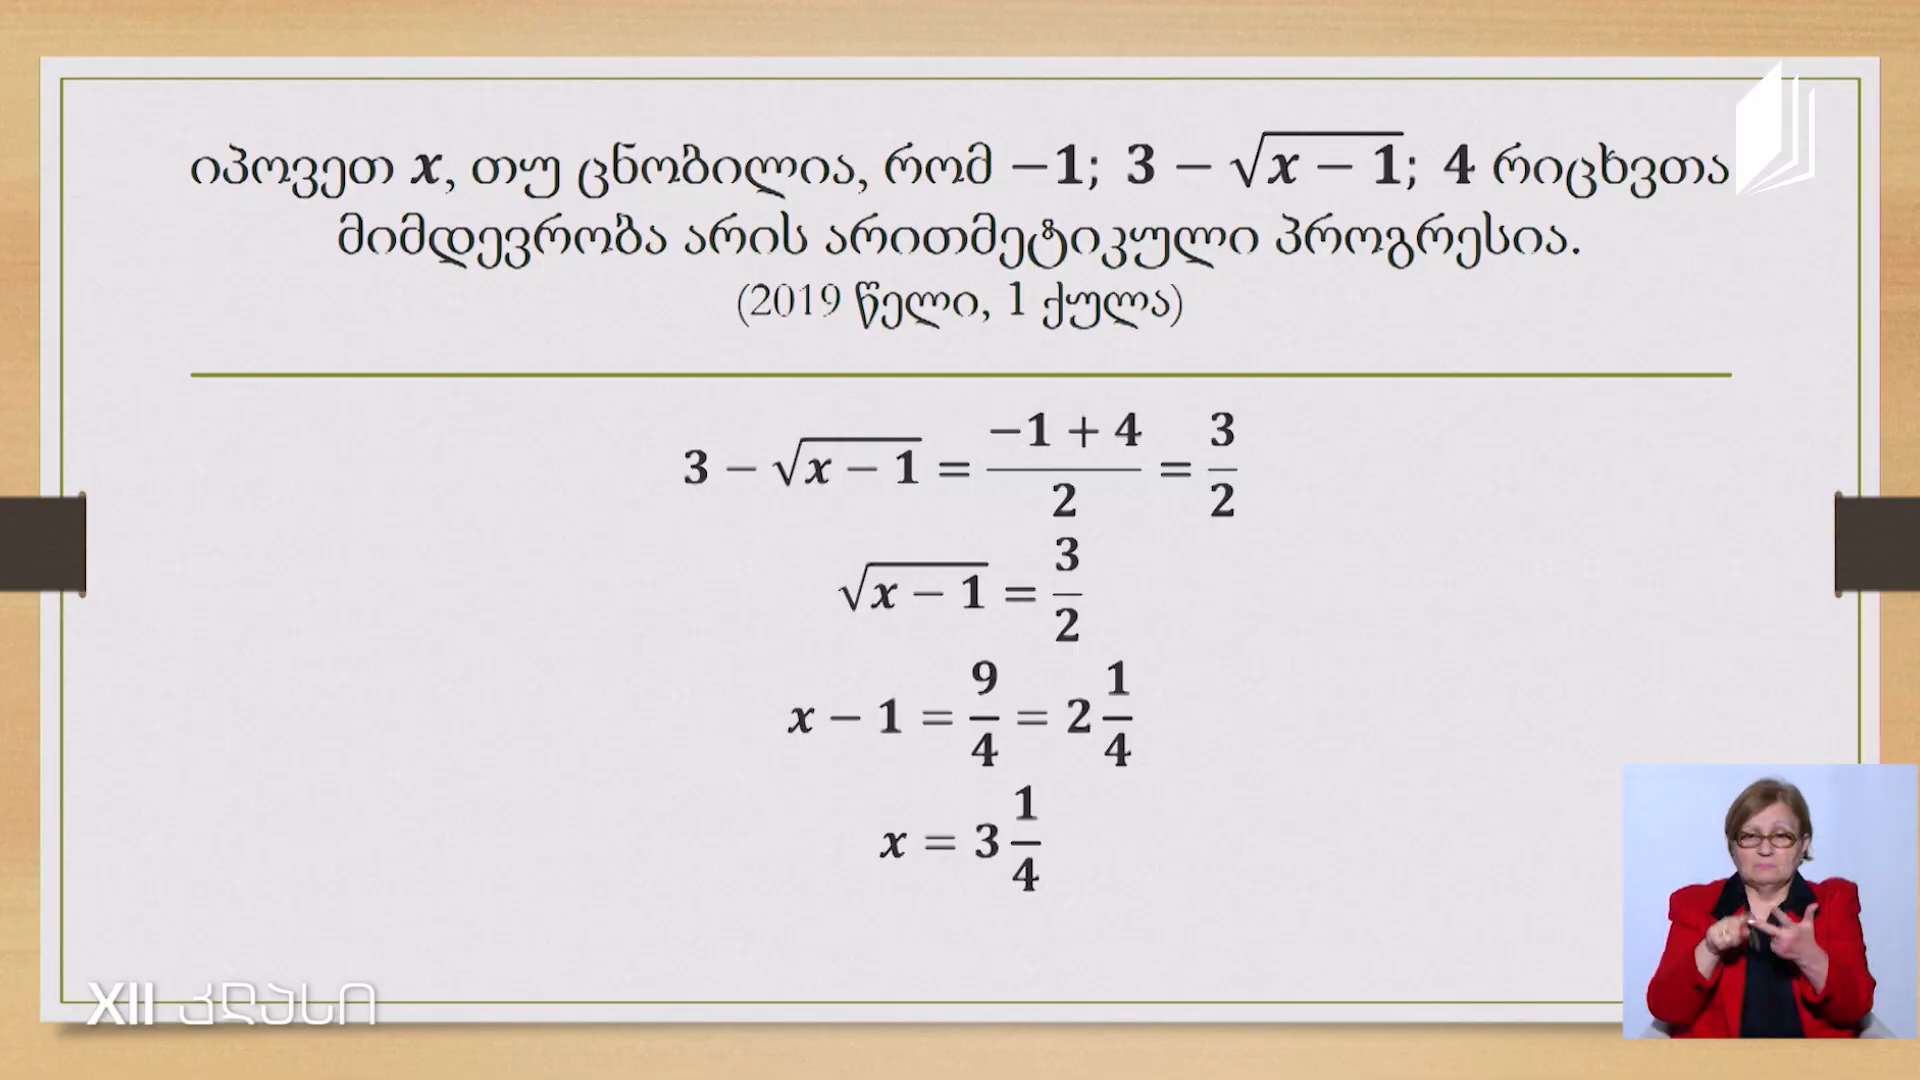 იპოვეთ x, თუ ცნობილია, რომ −1; 3 − √(x − 1); 4 რიცხვთა
მიმდევრობა არის არითმეტიკული პროგრესია.
(2019 წელი, 1 ქულა)
3 − √(x − 1) = (−1 + 4)/2 = 3/2
√(x − 1) = 3/2
x − 1 = 9/4 = 2 1/4
x = 3 1/4
XII კლასი